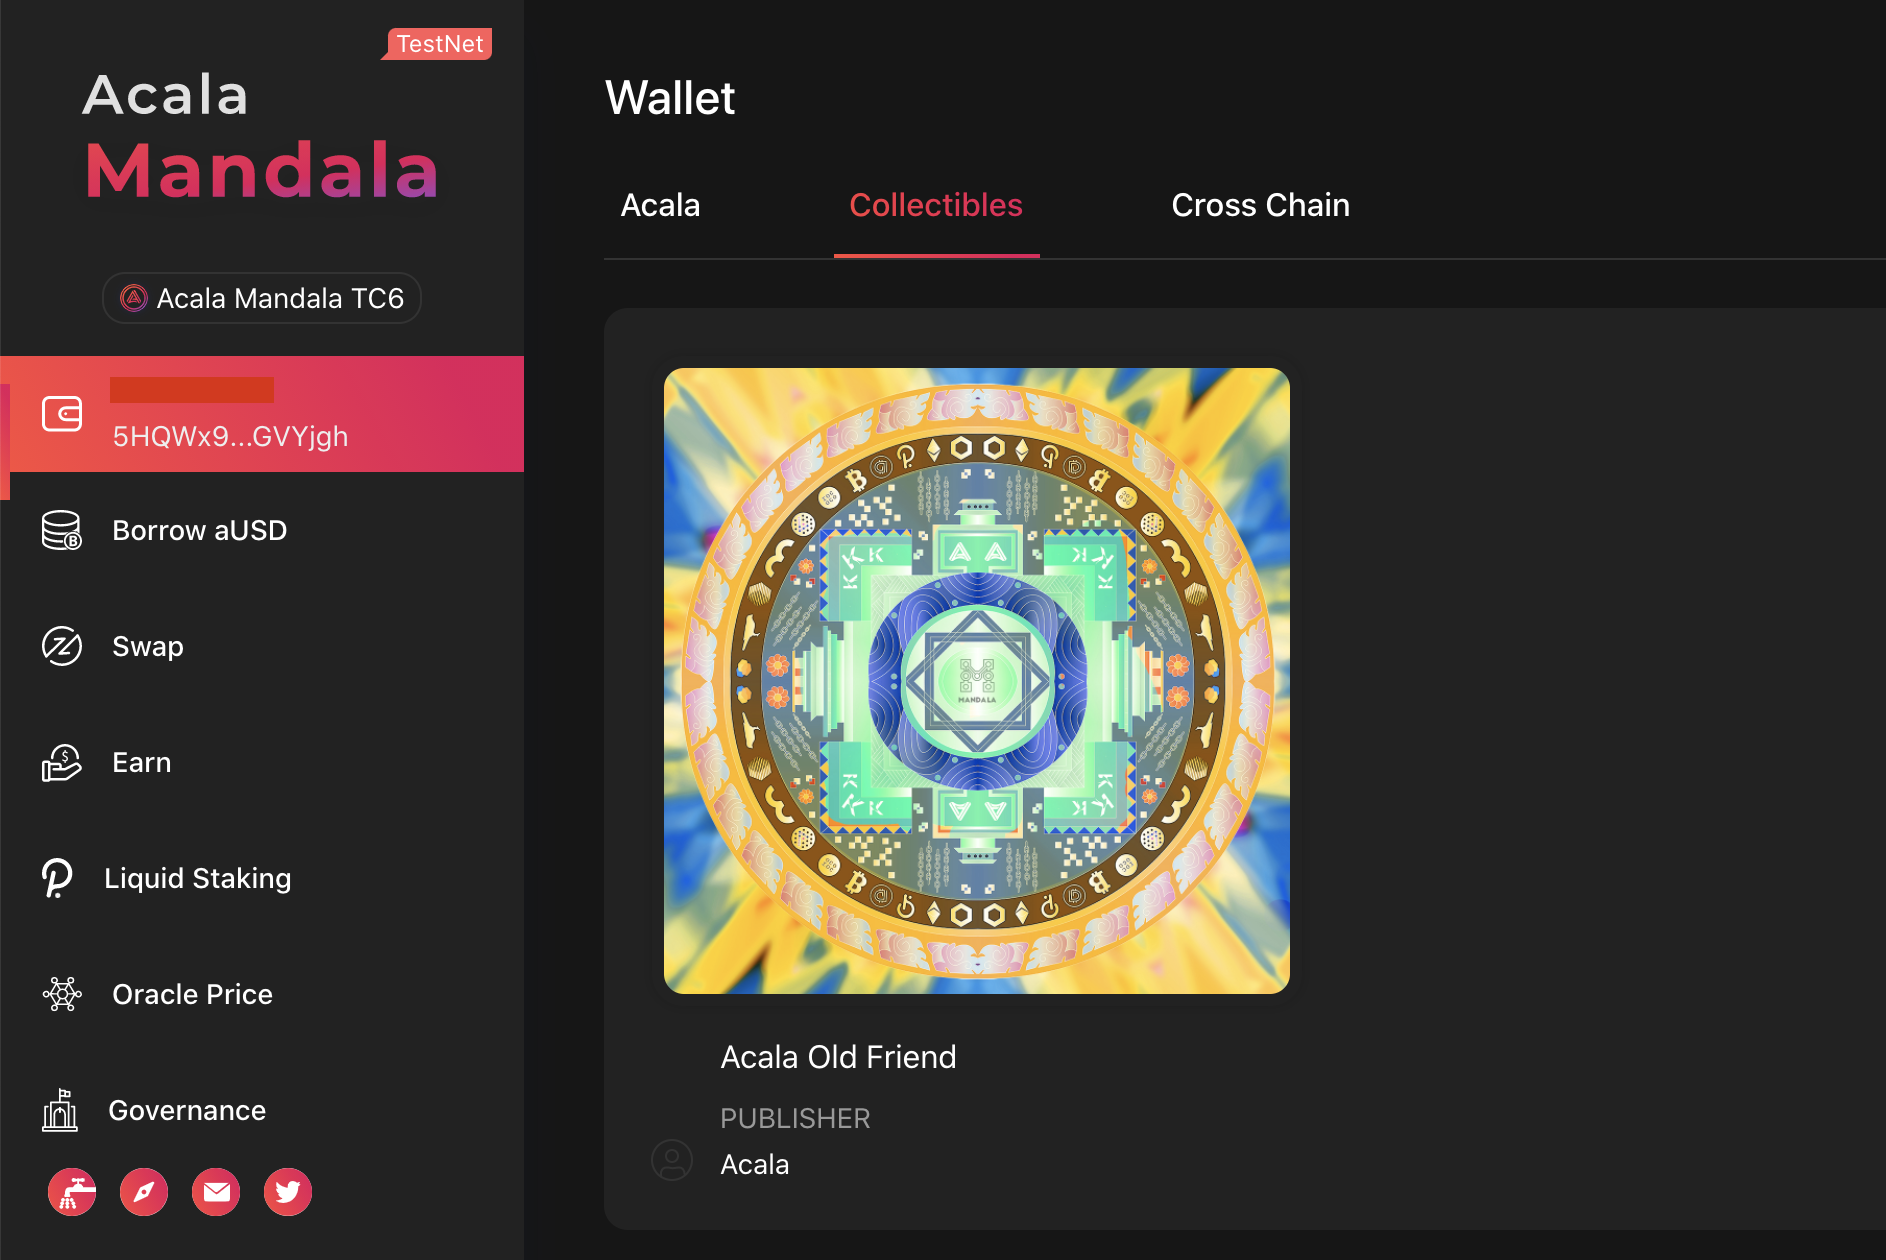 TestNet
Acala
Mandala
Acala Mandala TC6
5HQWx9...GVYjgh
Borrow aUSD
Swap
Earn
Liquid Staking
Oracle Price
Governance
Wallet
Acala
Collectibles
Cross Chain
MANDALA
Acala Old Friend
PUBLISHER
Acala